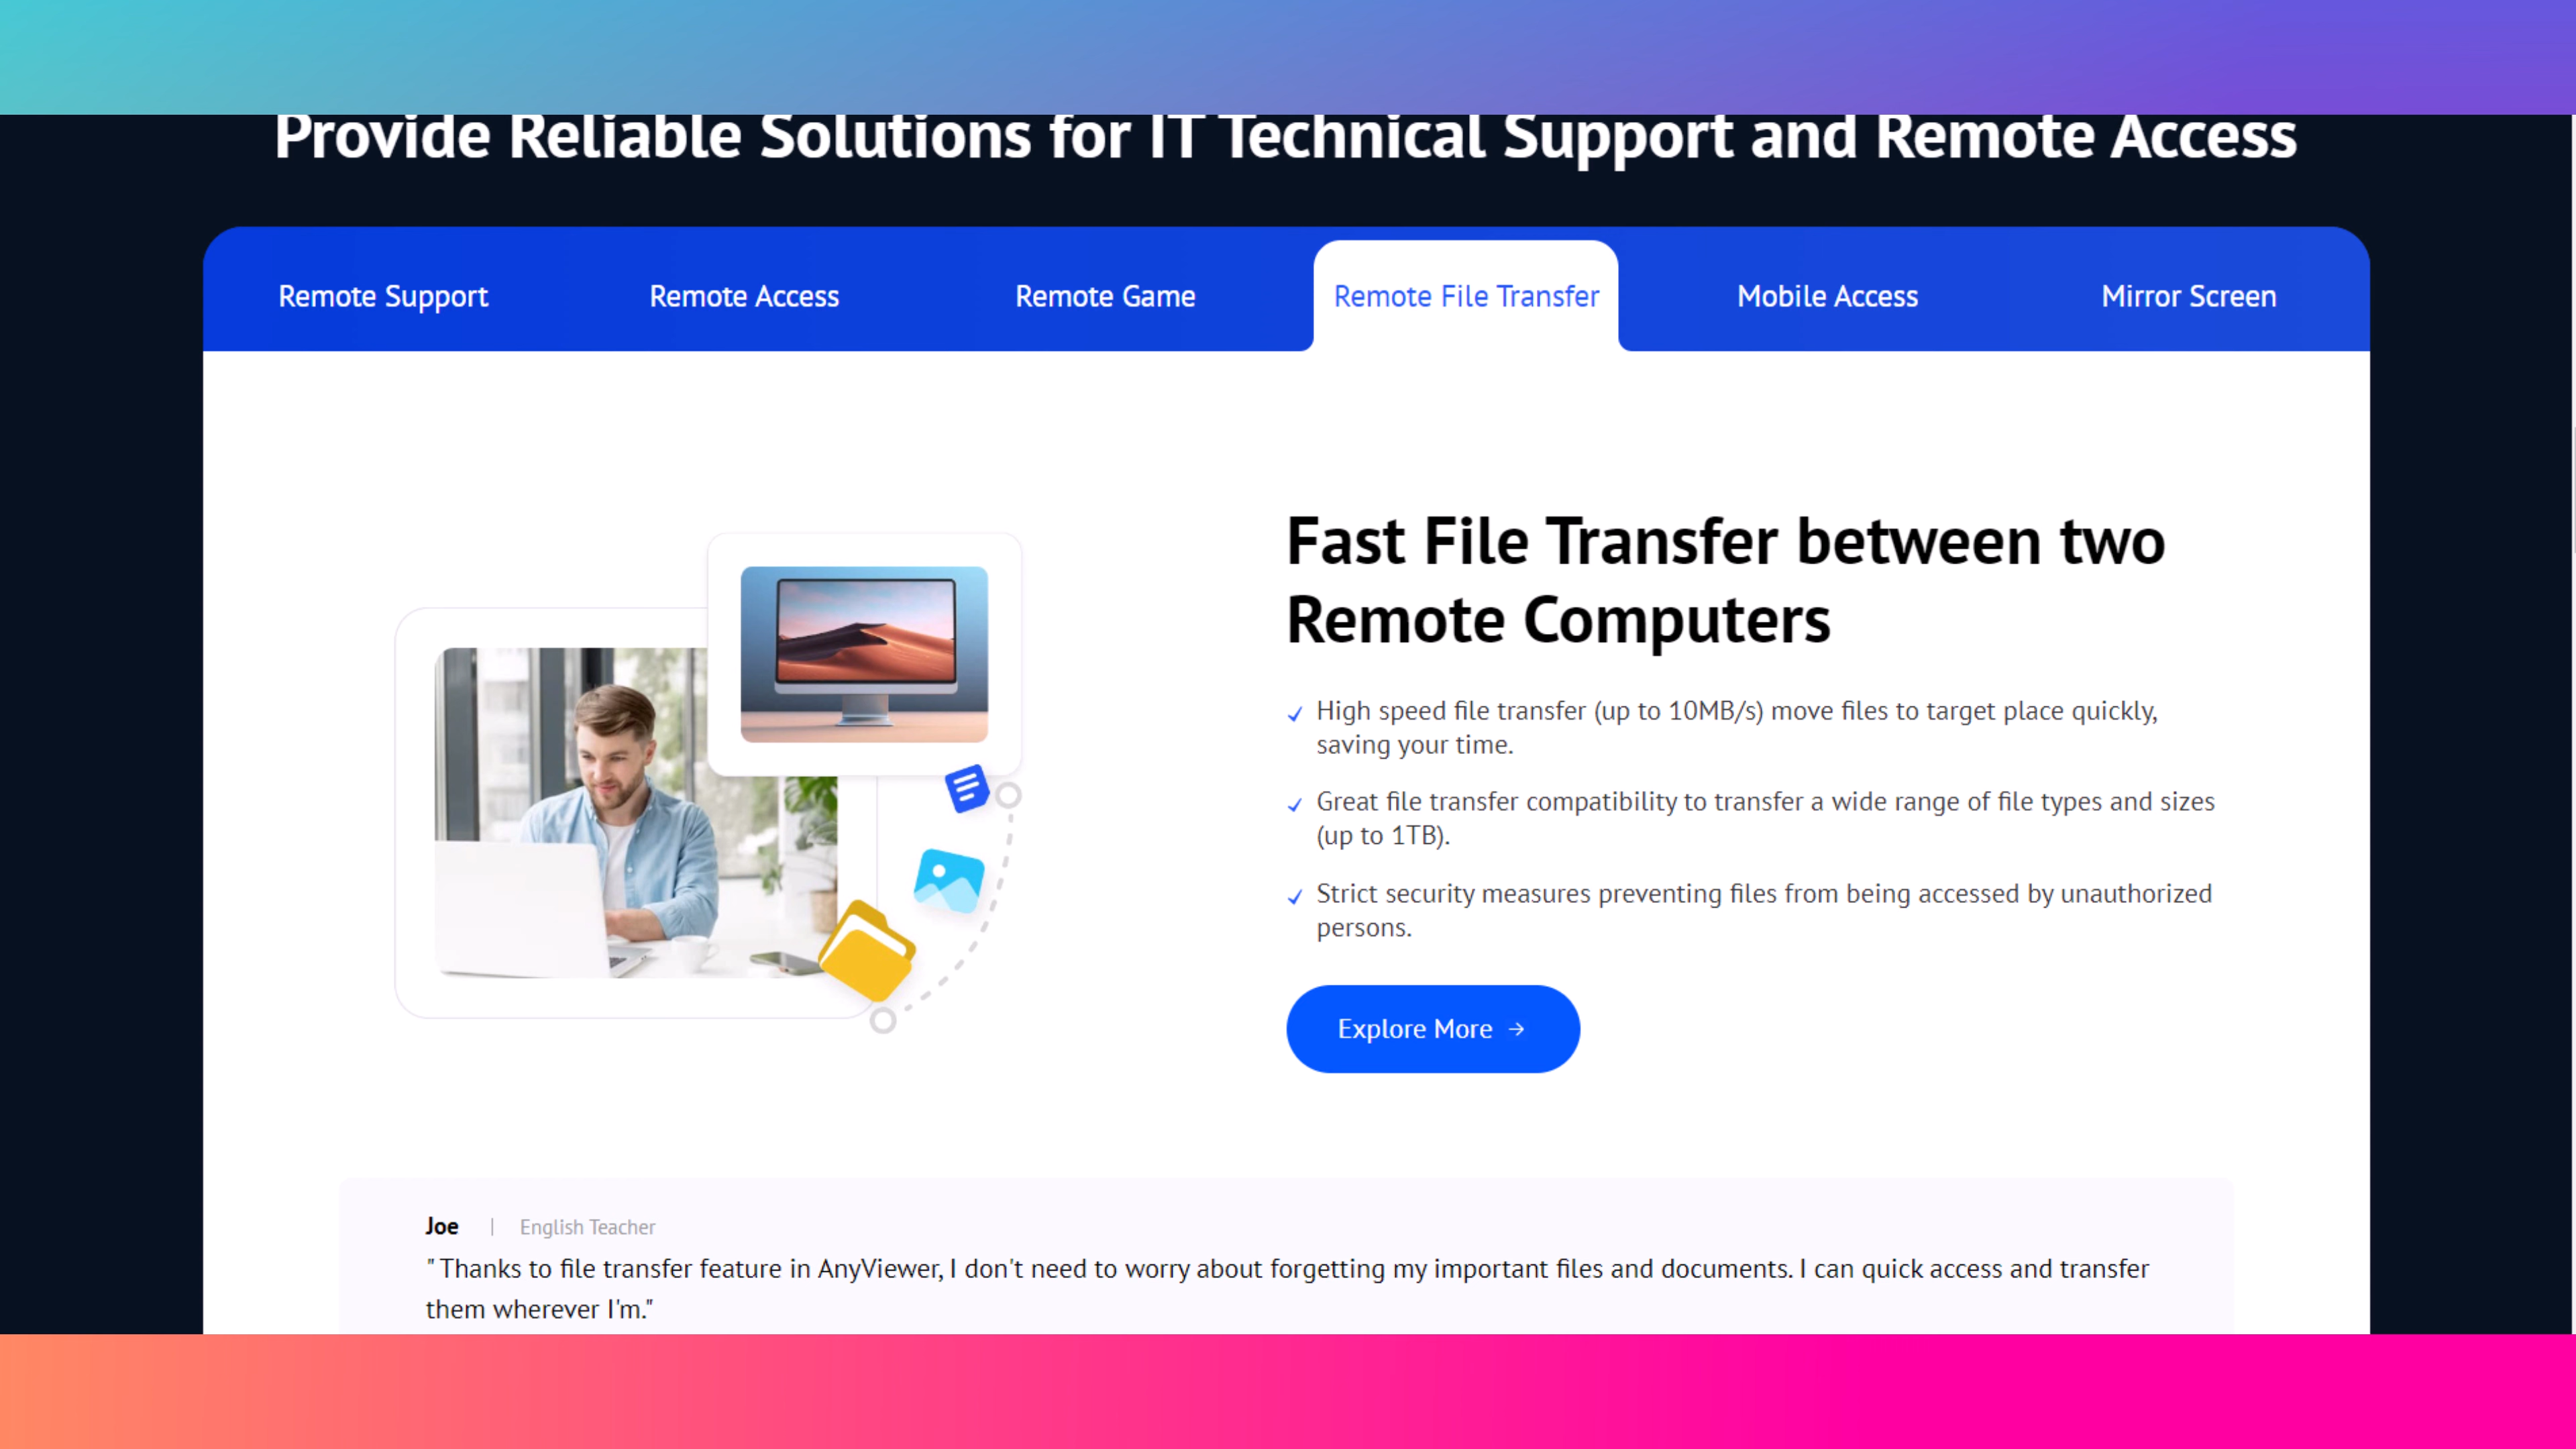 Provide Reliable Solutions for IT Technical Support and Remote Access
Remote Support
Remote Access
Remote Game
Remote File Transfer
Mobile Access
Mirror Screen
Fast File Transfer between two
Remote Computers
High speed file transfer (up to 10MB/s) move files to target place quickly,
saving your time.
Great file transfer compatibility to transfer a wide range of file types and sizes
(up to 1TB).
Strict security measures preventing files from being accessed by unauthorized
persons.
Explore More →
Joe | English Teacher
" Thanks to file transfer feature in AnyViewer, I don't need to worry about forgetting my important files and documents. I can quick access and transfer
them wherever I'm."